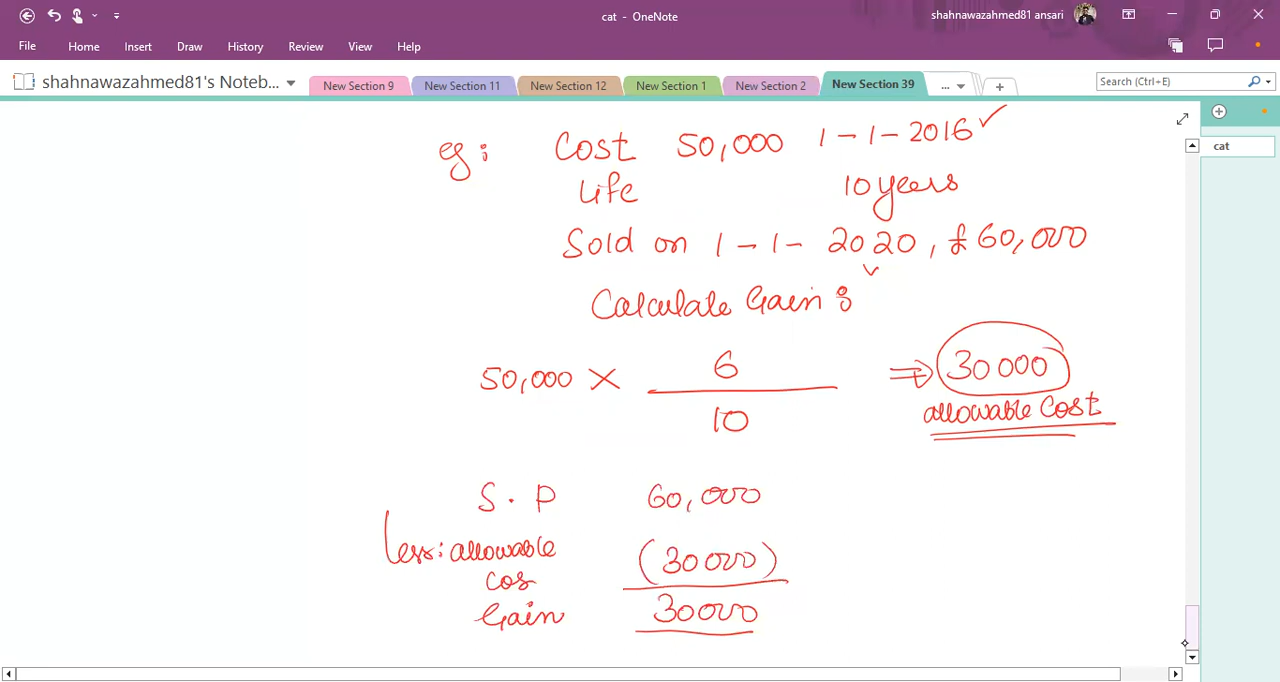 cat - OneNote
shahnawazahmed81 ansari
File Home Insert Draw History Review View Help
shahnawazahmed81's Noteb...
New Section 9
New Section 11
New Section 12
New Section 1
New Section 2
New Section 39
...
+
Search (Ctrl+E)
cat
eg: Cost 50,000 1-1-2016 ✓
Life 10 years
Sold on 1-1-2020, £60,000
Calculate Gain:
50,000 × 6
10
⇒ 30000
allowable Cost
S.P 60,000
Less: allowable
cos (30000)
Gain 30000